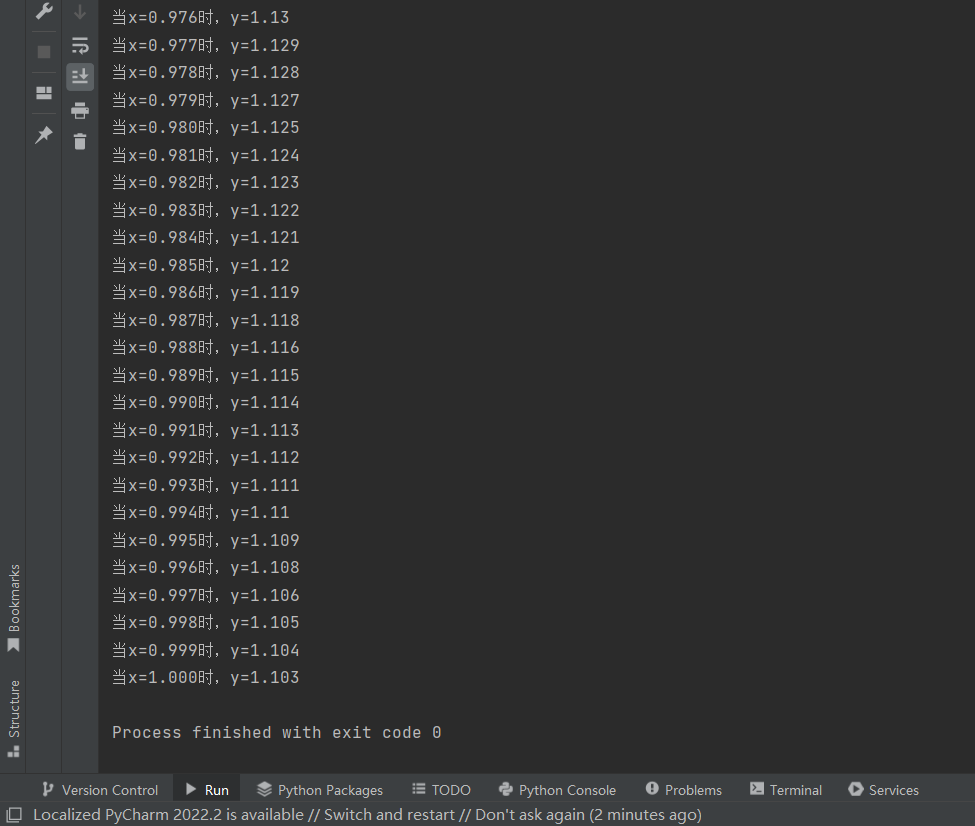 当x=0.976时，y=1.13
当x=0.977时，y=1.129
当x=0.978时，y=1.128
当x=0.979时，y=1.127
当x=0.980时，y=1.125
当x=0.981时，y=1.124
当x=0.982时，y=1.123
当x=0.983时，y=1.122
当x=0.984时，y=1.121
当x=0.985时，y=1.12
当x=0.986时，y=1.119
当x=0.987时，y=1.118
当x=0.988时，y=1.116
当x=0.989时，y=1.115
当x=0.990时，y=1.114
当x=0.991时，y=1.113
当x=0.992时，y=1.112
当x=0.993时，y=1.111
当x=0.994时，y=1.11
当x=0.995时，y=1.109
当x=0.996时，y=1.108
当x=0.997时，y=1.106
当x=0.998时，y=1.105
当x=0.999时，y=1.104
当x=1.000时，y=1.103
Process finished with exit code 0
Bookmarks
Structure
Version Control Run Python Packages TODO Python Console Problems Terminal Services
Localized PyCharm 2022.2 is available // Switch and restart // Don't ask again (2 minutes ago)